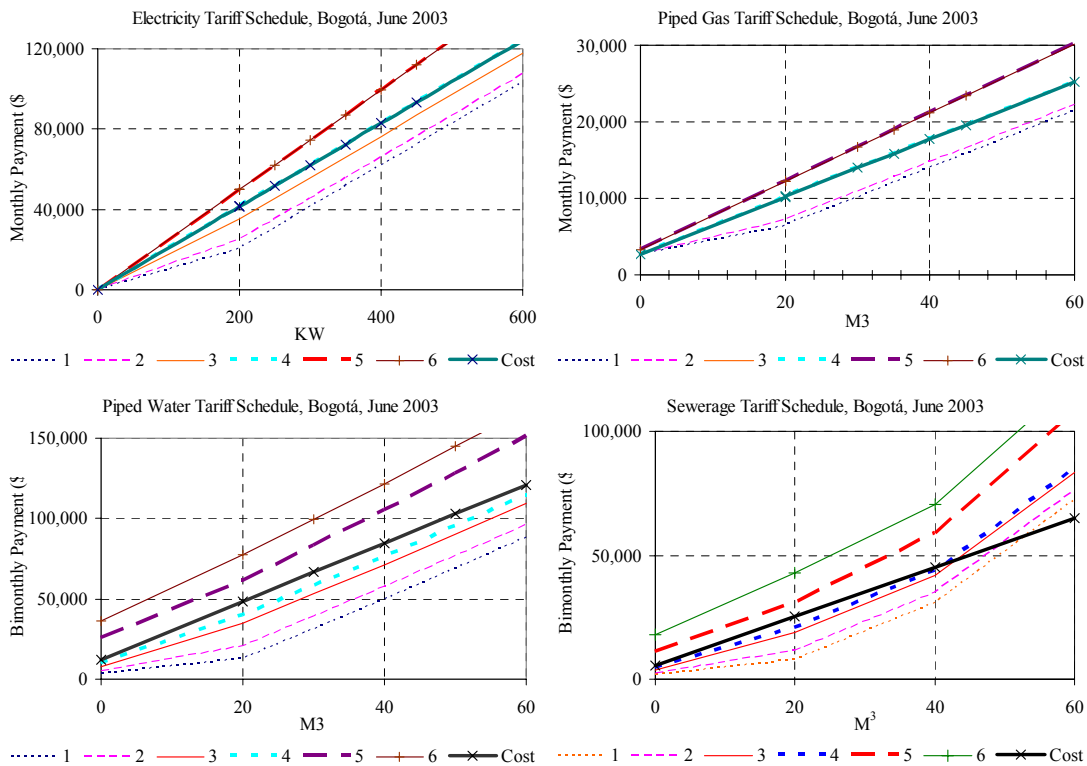 Electricity Tariff Schedule, Bogotá, June 2003
Monthly Payment ($
120,000
80,000
40,000
0
0 200 400 600
KW
1 2 3 4 5 6 Cost
Piped Gas Tariff Schedule, Bogotá, June 2003
Monthly Payment ($
30,000
20,000
10,000
0
0 20 40 60
M3
1 2 3 4 5 6 Cost
Piped Water Tariff Schedule, Bogotá, June 2003
Bimonthly Payment ($
150,000
100,000
50,000
0
0 20 40 60
M3
1 2 3 4 5 6 Cost
Sewerage Tariff Schedule, Bogotá, June 2003
Bimonthly Payment ($
100,000
50,000
0
0 20 40 60
M³
1 2 3 4 5 6 Cost